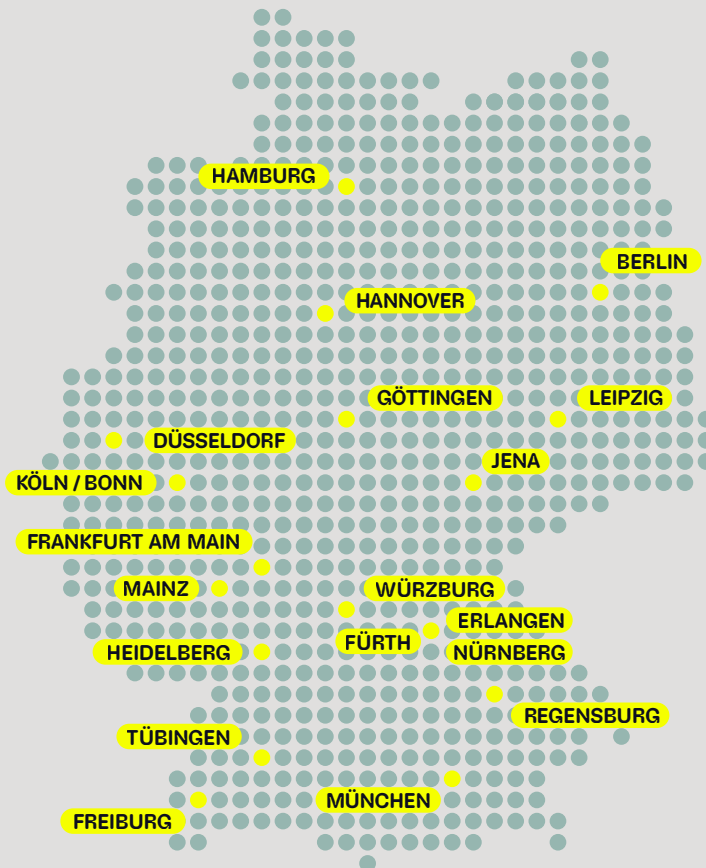 HAMBURG
BERLIN
HANNOVER
GÖTTINGEN
LEIPZIG
DÜSSELDORF
JENA
KÖLN / BONN
FRANKFURT AM MAIN
MAINZ
WÜRZBURG
ERLANGEN
FÜRTH
HEIDELBERG
NÜRNBERG
REGENSBURG
TÜBINGEN
MÜNCHEN
FREIBURG